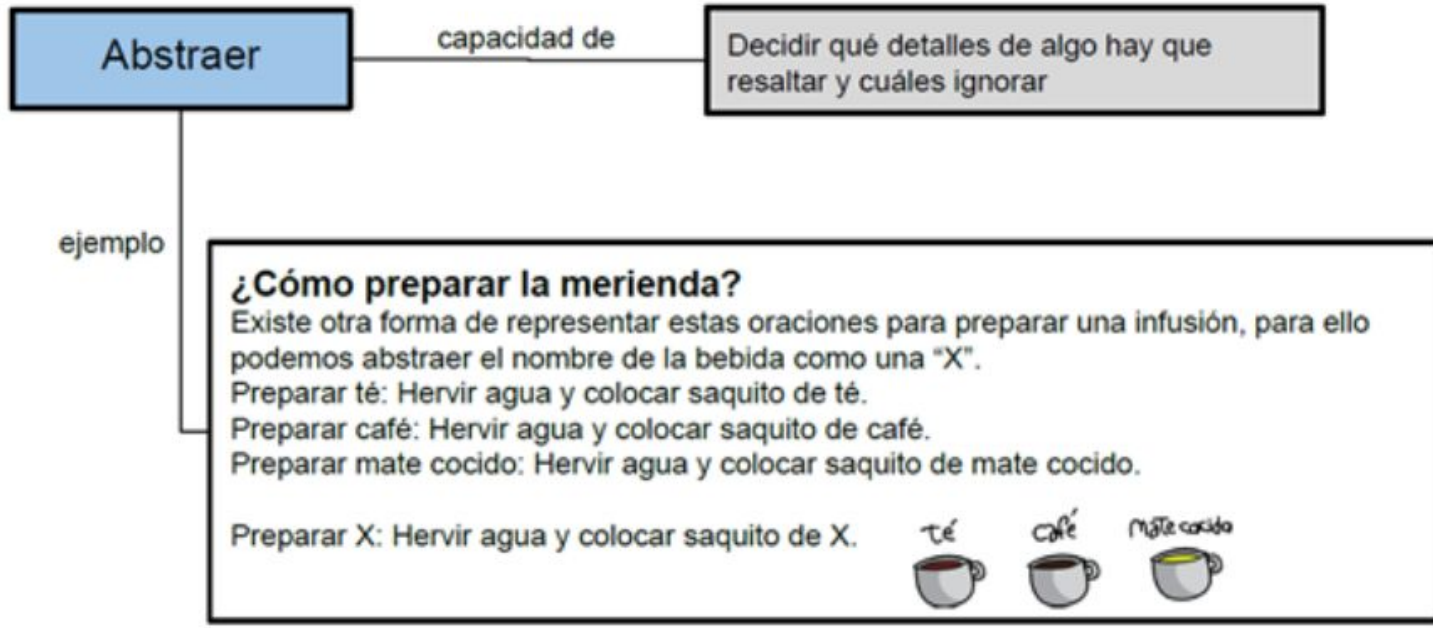 Abstraer
capacidad de
Decidir qué detalles de algo hay que
resaltar y cuáles ignorar
ejemplo
¿Cómo preparar la merienda?
Existe otra forma de representar estas oraciones para preparar una infusión, para ello
podemos abstraer el nombre de la bebida como una “X”.
Preparar té: Hervir agua y colocar saquito de té.
Preparar café: Hervir agua y colocar saquito de café.
Preparar mate cocido: Hervir agua y colocar saquito de mate cocido.
Preparar X: Hervir agua y colocar saquito de X.
té café mate cocido